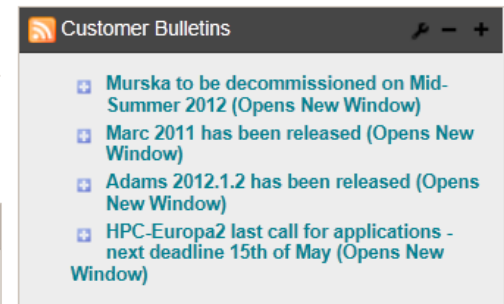 Customer Bulletins
Murska to be decommissioned on Mid-
Summer 2012 (Opens New Window)
Marc 2011 has been released (Opens New
Window)
Adams 2012.1.2 has been released (Opens
New Window)
HPC-Europa2 last call for applications -
next deadline 15th of May (Opens New
Window)